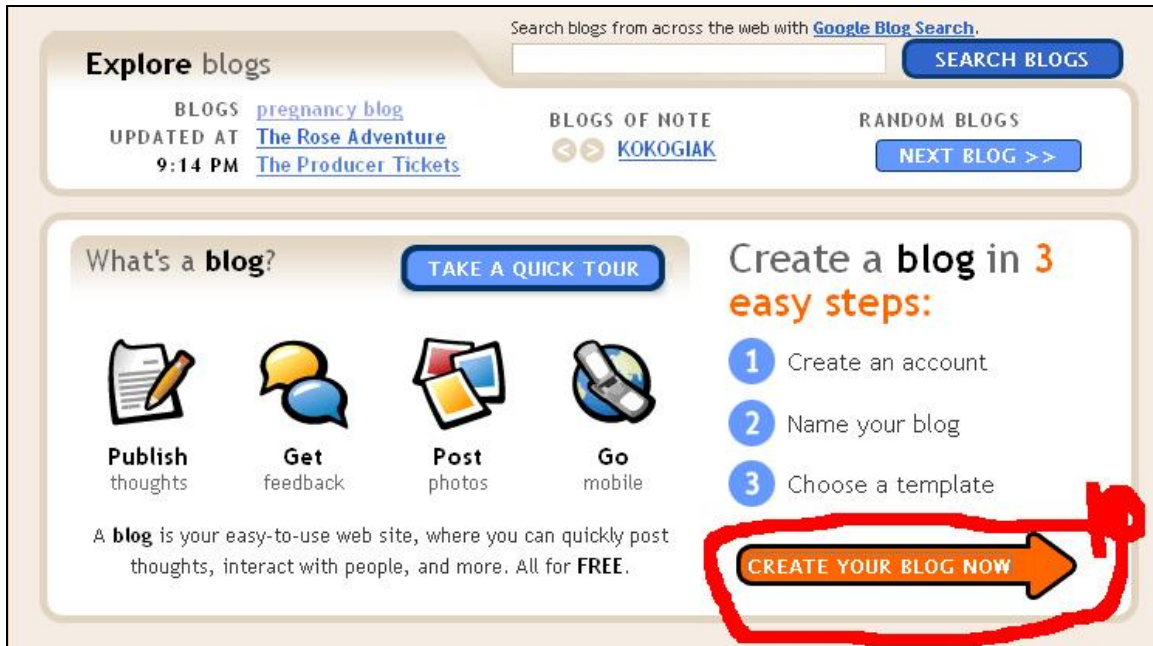 Search blogs from across the web with Google Blog Search.
SEARCH BLOGS
Explore blogs
BLOGS
UPDATED AT
9:14 PM
pregnancy blog
The Rose Adventure
The Producer Tickets
BLOGS OF NOTE
KOKOGIAK
RANDOM BLOGS
NEXT BLOG >>
What's a blog?
TAKE A QUICK TOUR
Publish
thoughts
Get
feedback
Post
photos
Go
mobile
A blog is your easy-to-use web site, where you can quickly post
thoughts, interact with people, and more. All for FREE.
Create a blog in 3
easy steps:
1 Create an account
2 Name your blog
3 Choose a template
CREATE YOUR BLOG NOW